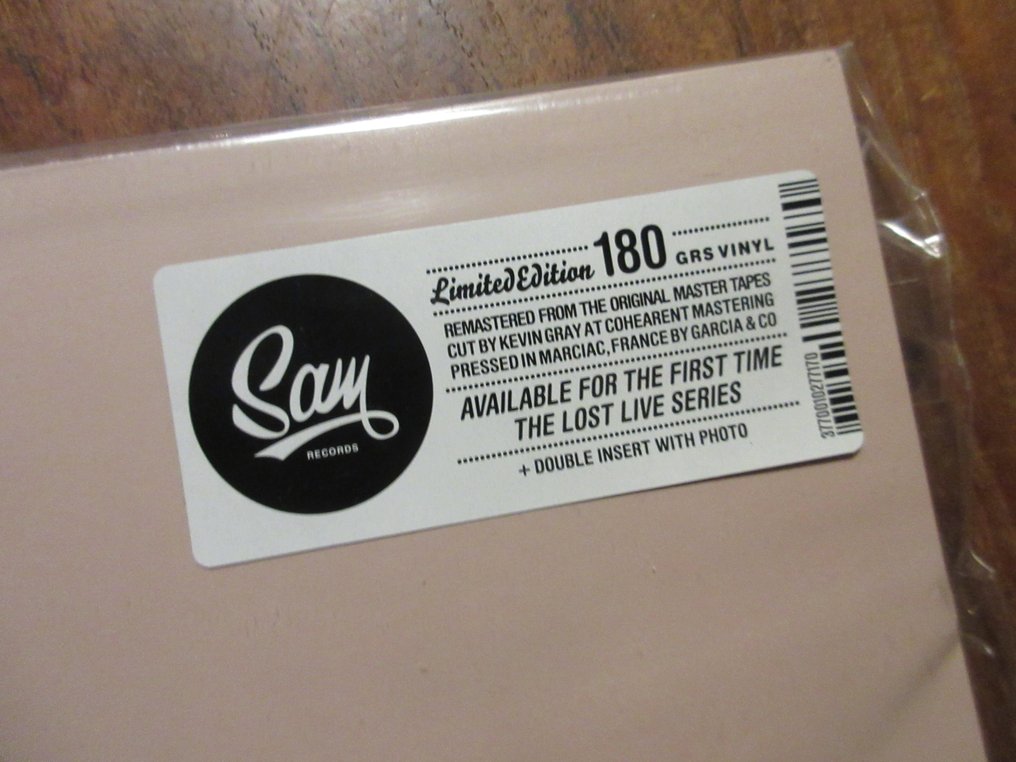 Sam
RECORDS
Limited Edition 180 GRS VINYL
REMASTERED FROM THE ORIGINAL MASTER TAPES
CUT BY KEVIN GRAY AT COHEARENT MASTERING
PRESSED IN MARCIAC, FRANCE BY GARCIA & CO
AVAILABLE FOR THE FIRST TIME
THE LOST LIVE SERIES
+ DOUBLE INSERT WITH PHOTO
3770010277170